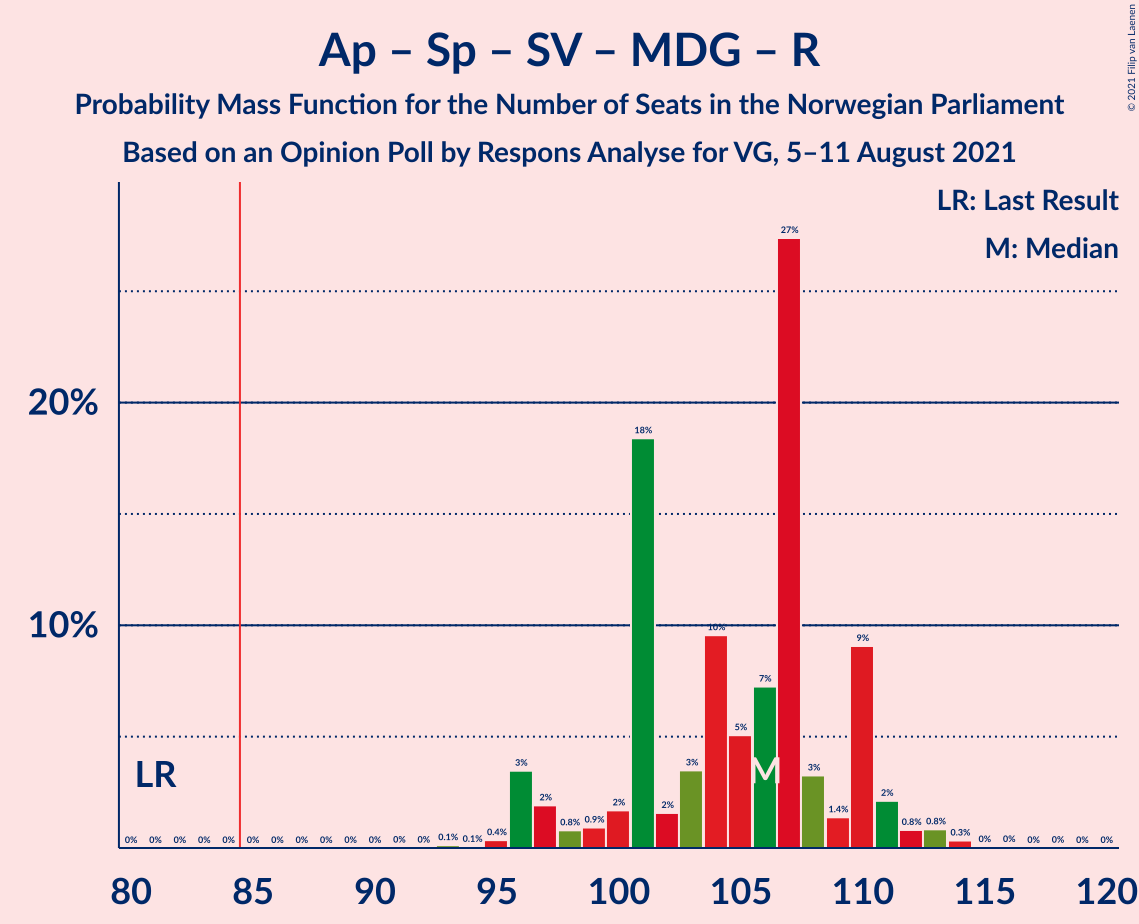 Ap – Sp – SV – MDG – R
Probability Mass Function for the Number of Seats in the Norwegian Parliament
Based on an Opinion Poll by Respons Analyse for VG, 5–11 August 2021
© 2021 Filip van Laenen
LR: Last Result
M: Median
20%
10%
LR
M
0% 0% 0% 0% 0% 0% 0% 0% 0% 0% 0% 0% 0% 0.1% 0.1% 0.4% 3% 2% 0.8% 0.9% 2% 18% 2% 3% 10% 5% 7% 27% 3% 1.4% 9% 2% 0.8% 0.8% 0.3% 0% 0% 0% 0% 0% 0%
80 85 90 95 100 105 110 115 120